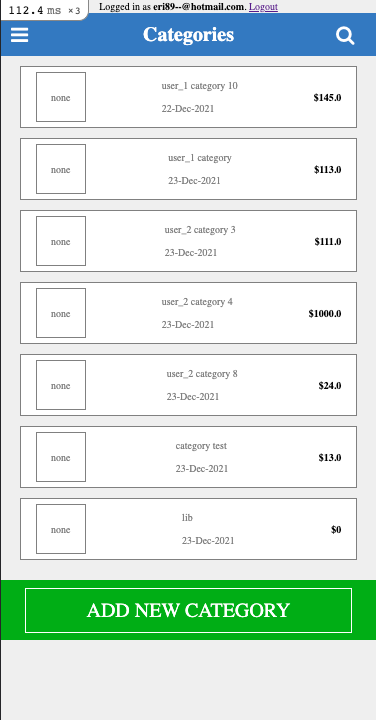 112.4 ms ×3
Logged in as eri89--@hotmail.com. Logout
Categories
none
user_1 category 10
22-Dec-2021
$145.0
none
user_1 category
23-Dec-2021
$113.0
none
user_2 category 3
23-Dec-2021
$111.0
none
user_2 category 4
23-Dec-2021
$1000.0
none
user_2 category 8
23-Dec-2021
$24.0
none
category test
23-Dec-2021
$13.0
none
lib
23-Dec-2021
$0
ADD NEW CATEGORY